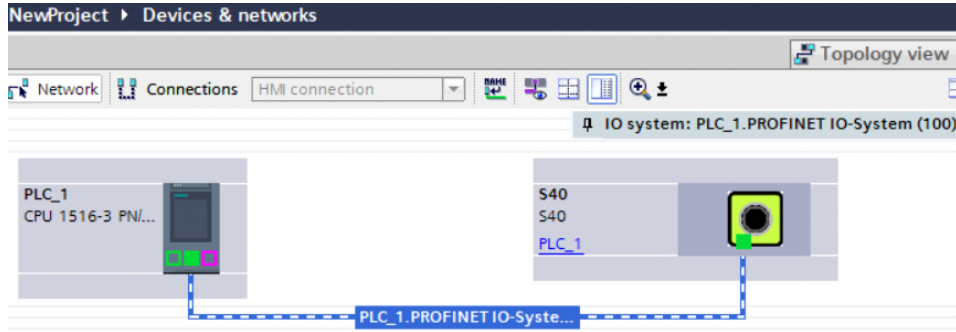 NewProject ▸ Devices & networks
Topology view
Network Connections HMI connection NAME
IO system: PLC_1.PROFINET IO-System (100)
PLC_1
CPU 1516-3 PN/...
S40
S40
PLC_1
PLC_1.PROFINET IO-Syste...